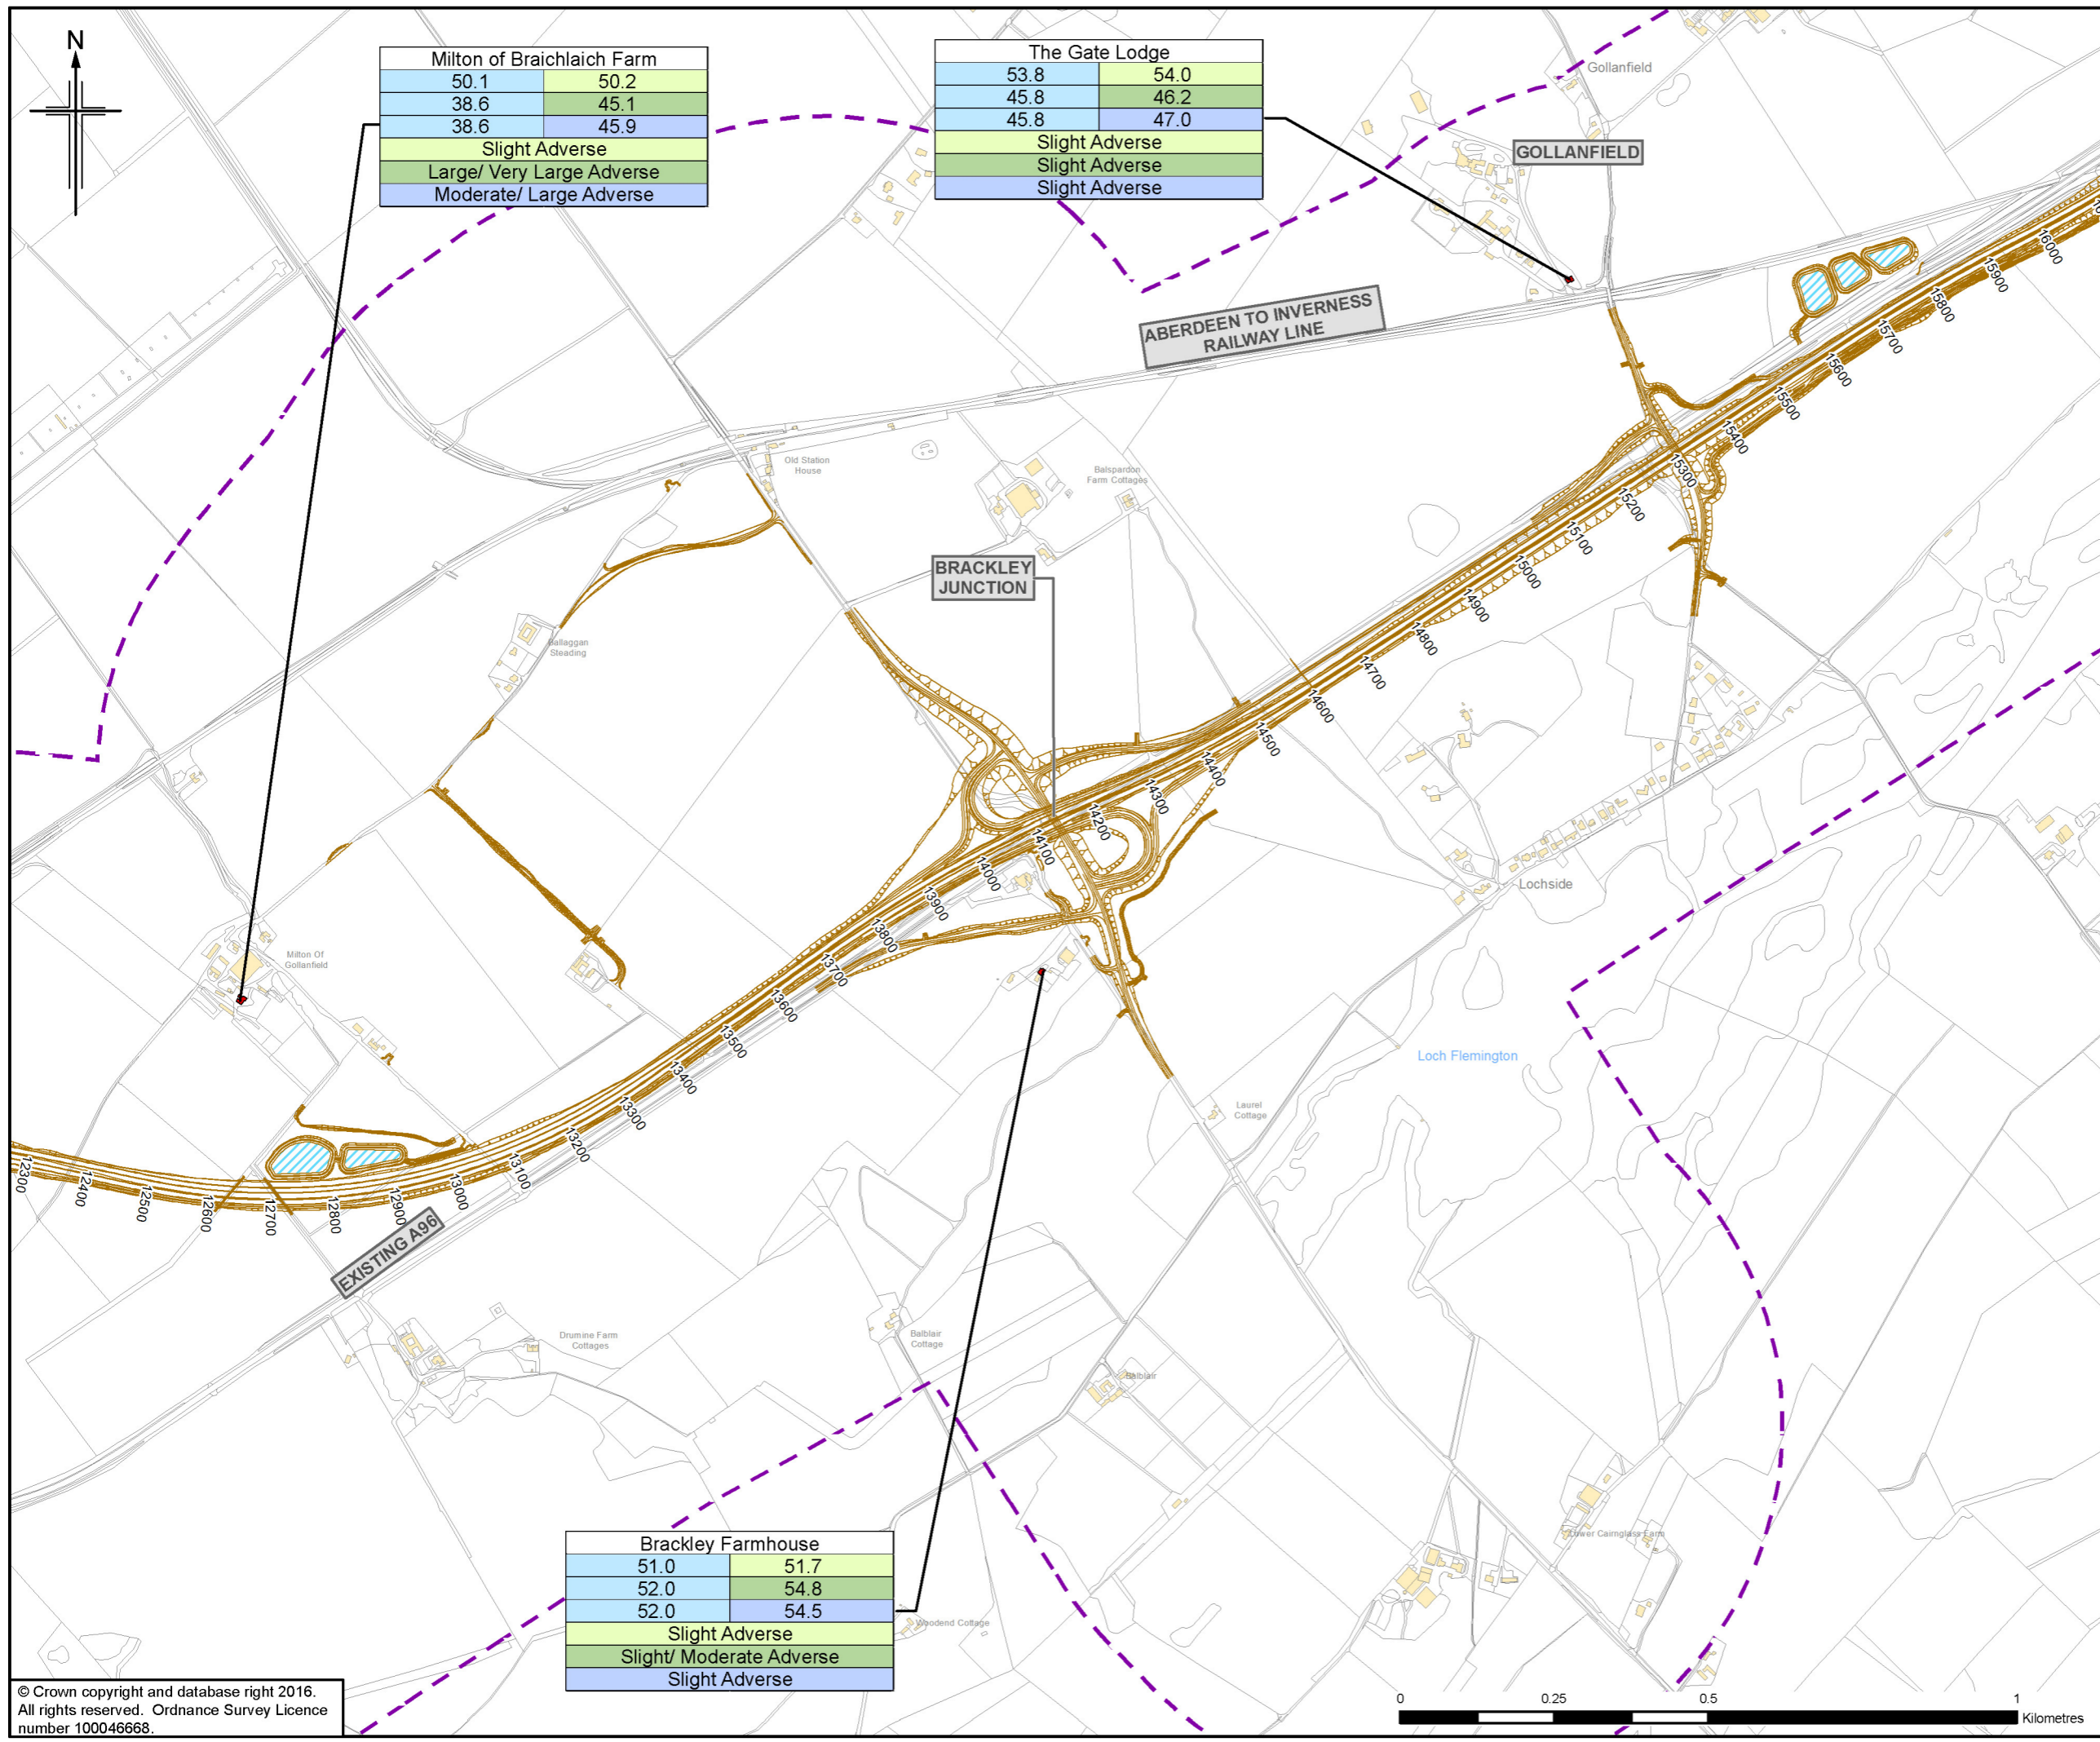 N
Milton of Braichlaich Farm
50.1 50.2
38.6 45.1
38.6 45.9
Slight Adverse
Large/ Very Large Adverse
Moderate/ Large Adverse
The Gate Lodge
53.8 54.0
45.8 46.2
45.8 47.0
Slight Adverse
Slight Adverse
Slight Adverse
Gollanfield
GOLLANFIELD
ABERDEEN TO INVERNESS
RAILWAY LINE
Old Station
House
Balspardon
Farm Cottages
BRACKLEY
JUNCTION
Ballaggan
Steading
Milton Of
Gollanfield
Lochside
Loch Flemington
Laurel
Cottage
EXISTING A96
Drumine Farm
Cottages
Balblair
Cottage
Balblair
Lower Cairnglass Farm
Woodend Cottage
12300
12400
12500
12600
12700
12800
12900
13000
13100
13200
13300
13400
13500
13600
13700
13800
13900
14000
14100
14200
14300
14400
14500
14600
14700
14800
14900
15000
15100
15200
15300
15400
15500
15600
15700
15800
15900
16000
Brackley Farmhouse
51.0 51.7
52.0 54.8
52.0 54.5
Slight Adverse
Slight/ Moderate Adverse
Slight Adverse
© Crown copyright and database right 2016.
All rights reserved. Ordnance Survey Licence
number 100046668.
0 0.25 0.5 1
Kilometres